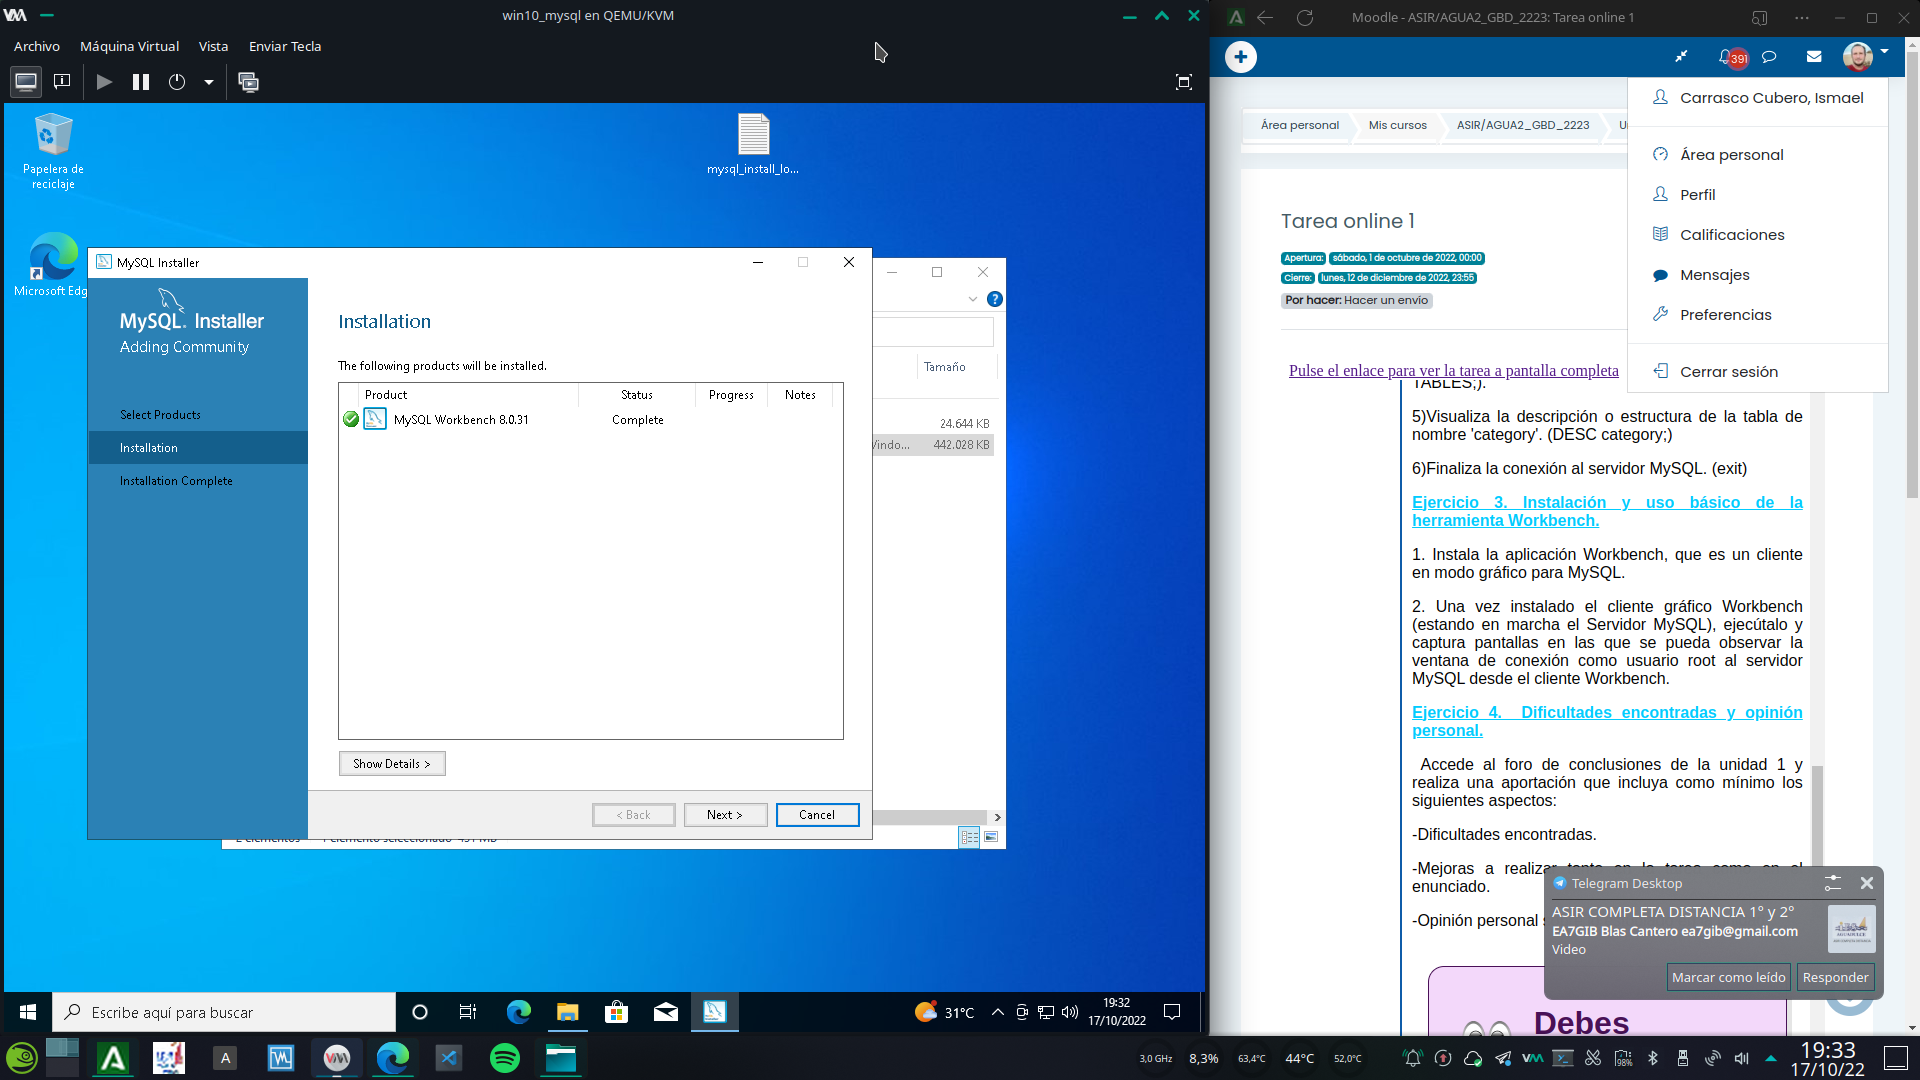 win10_mysql en QEMU/KVM
Archivo
Máquina Virtual
Vista
Enviar Tecla
Papelera de
reciclaje
mysql_install_lo...
Microsoft Edg
MySQL Installer
MySQL. Installer
Adding Community
Select Products
Installation
Installation Complete
Installation
The following products will be installed.
Product
Status
Progress
Notes
MySQL Workbench 8.0.31
Complete
Show Details >
< Back
Next >
Cancel
Tamaño
24.644 KB
442.028 KB
Escribe aquí para buscar
31°C
19:32
17/10/2022
Moodle - ASIR/AGUA2_GBD_2223: Tarea online 1
391
Carrasco Cubero, Ismael
Área personal
Perfil
Calificaciones
Mensajes
Preferencias
Cerrar sesión
Área personal
Mis cursos
ASIR/AGUA2_GBD_2223
Tarea online 1
Apertura: sábado, 1 de octubre de 2022, 00:00
Cierre: lunes, 12 de diciembre de 2022, 23:55
Por hacer: Hacer un envío
Pulse el enlace para ver la tarea a pantalla completa
TABLES;).
5)Visualiza la descripción o estructura de la tabla de
nombre 'category'. (DESC category;)
6)Finaliza la conexión al servidor MySQL. (exit)
Ejercicio 3. Instalación y uso básico de la
herramienta Workbench.
1. Instala la aplicación Workbench, que es un cliente
en modo gráfico para MySQL.
2. Una vez instalado el cliente gráfico Workbench
(estando en marcha el Servidor MySQL), ejecútalo y
captura pantallas en las que se pueda observar la
ventana de conexión como usuario root al servidor
MySQL desde el cliente Workbench.
Ejercicio 4. Dificultades encontradas y opinión
personal.
Accede al foro de conclusiones de la unidad 1 y
realiza una aportación que incluya como mínimo los
siguientes aspectos:
-Dificultades encontradas.
-Mejoras a realizar tanto en la tarea como en el
enunciado.
-Opinión personal
Debes
Telegram Desktop
ASIR COMPLETA DISTANCIA 1º y 2º
EA7GIB Blas Cantero ea7gib@gmail.com
Video
Marcar como leído
Responder
3,0 GHz
8,3%
63,4°C
44°C
52,0°C
98%
19:33
17/10/22